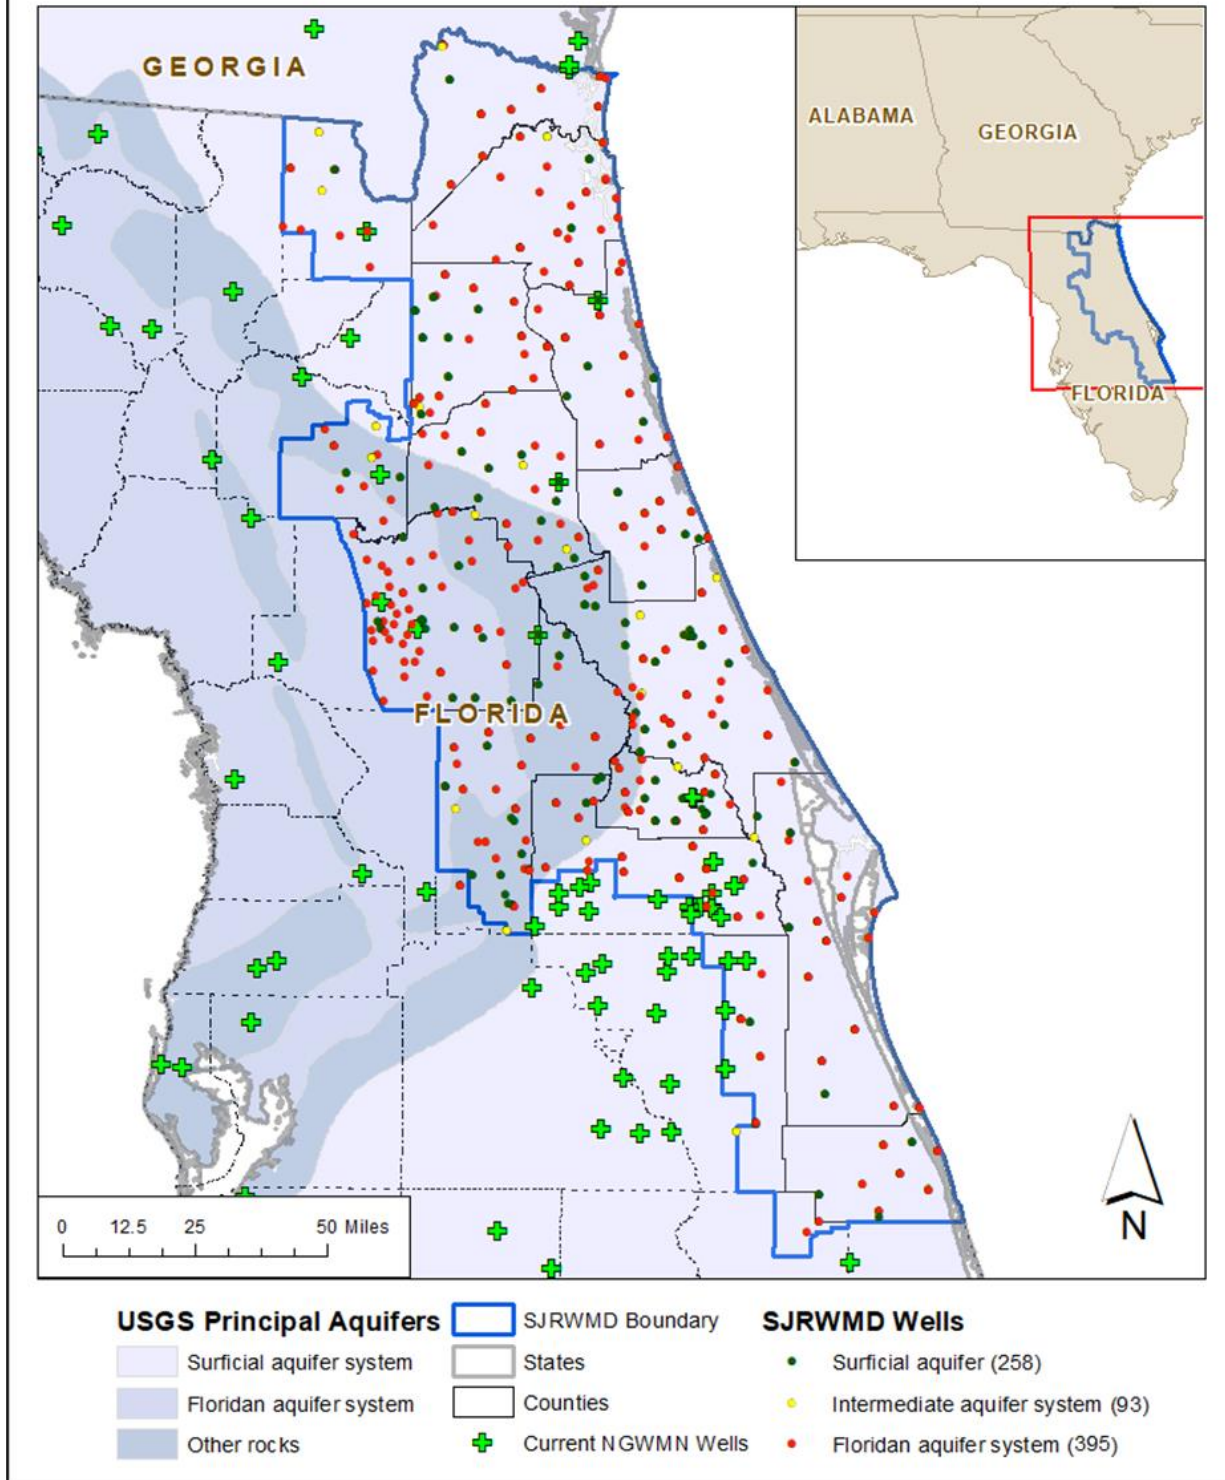 GEORGIA
ALABAMA
GEORGIA
FLORIDA
FLORIDA
0 12.5 25 50 Miles
N
USGS Principal Aquifers
Surficial aquifer system
Floridan aquifer system
Other rocks
SJRWMD Boundary
States
Counties
Current NGWMN Wells
SJRWMD Wells
Surficial aquifer (258)
Intermediate aquifer system (93)
Floridan aquifer system (395)